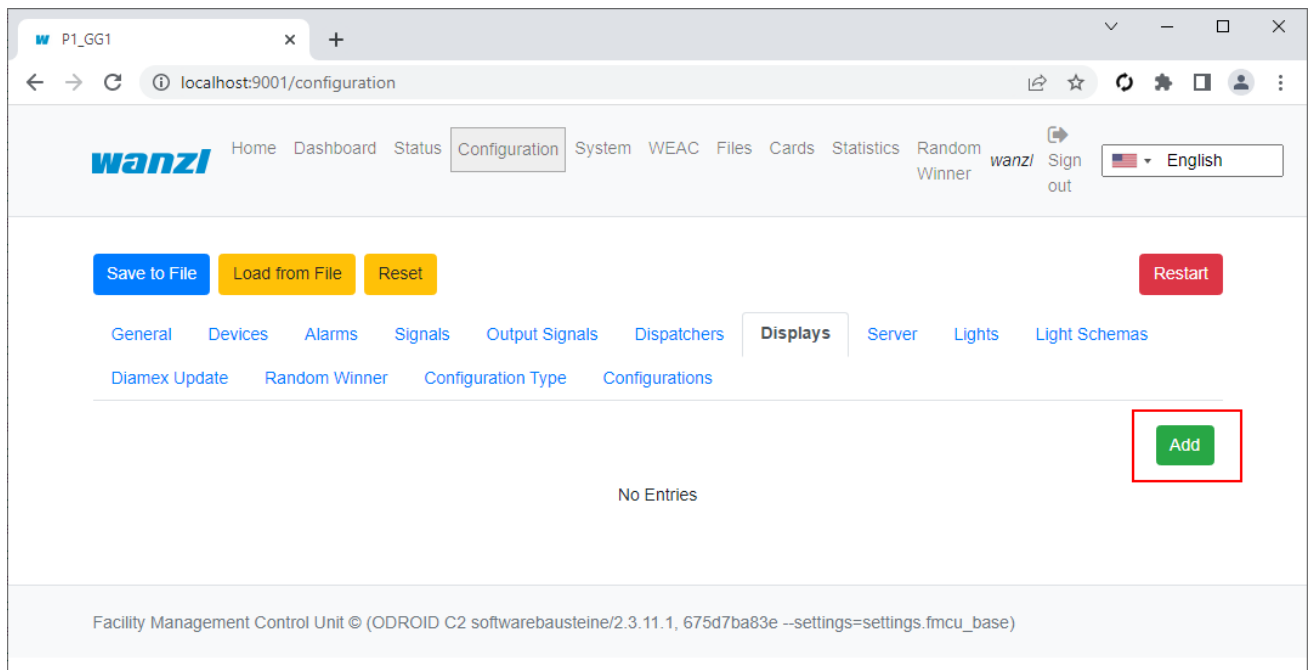 W P1_GG1
localhost:9001/configuration
wanzl Home Dashboard Status Configuration System WEAC Files Cards Statistics Random Winner wanzl Sign out English
Save to File Load from File Reset Restart
General Devices Alarms Signals Output Signals Dispatchers Displays Server Lights Light Schemas
Diamex Update Random Winner Configuration Type Configurations
Add
No Entries
Facility Management Control Unit © (ODROID C2 softwarebausteine/2.3.11.1, 675d7ba83e --settings=settings.fmcu_base)